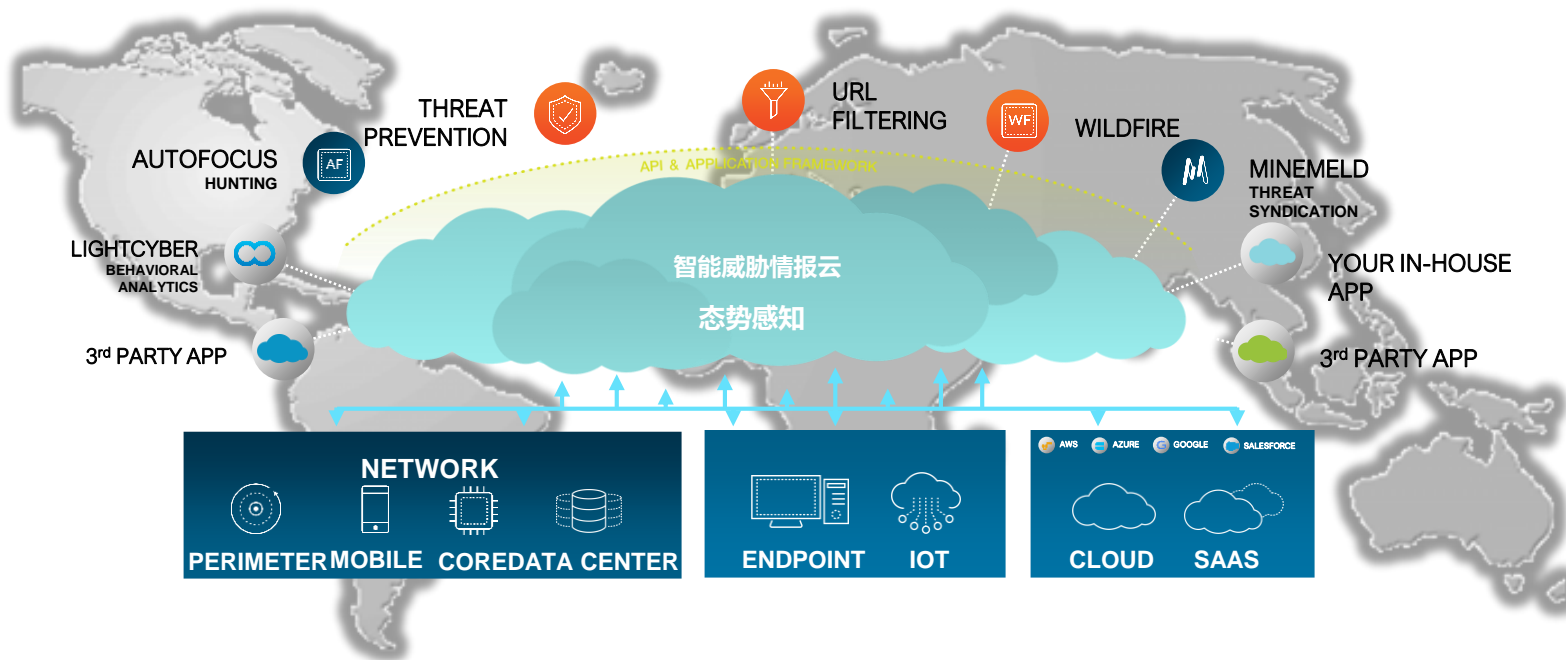 THREAT
PREVENTION
URL
FILTERING
WF
WILDFIRE
AUTOFOCUS
HUNTING
AF
API & APPLICATION FRAMEWORK
MINEMELD
THREAT
SYNDICATION
LIGHTCYBER
BEHAVIORAL
ANALYTICS
智能威胁情报云
态势感知
YOUR IN-HOUSE
APP
3rd PARTY APP
3rd PARTY APP
NETWORK
PERIMETER
MOBILE
CORE
DATA CENTER
ENDPOINT
IOT
AWS
AZURE
GOOGLE
SALESFORCE
CLOUD
SAAS